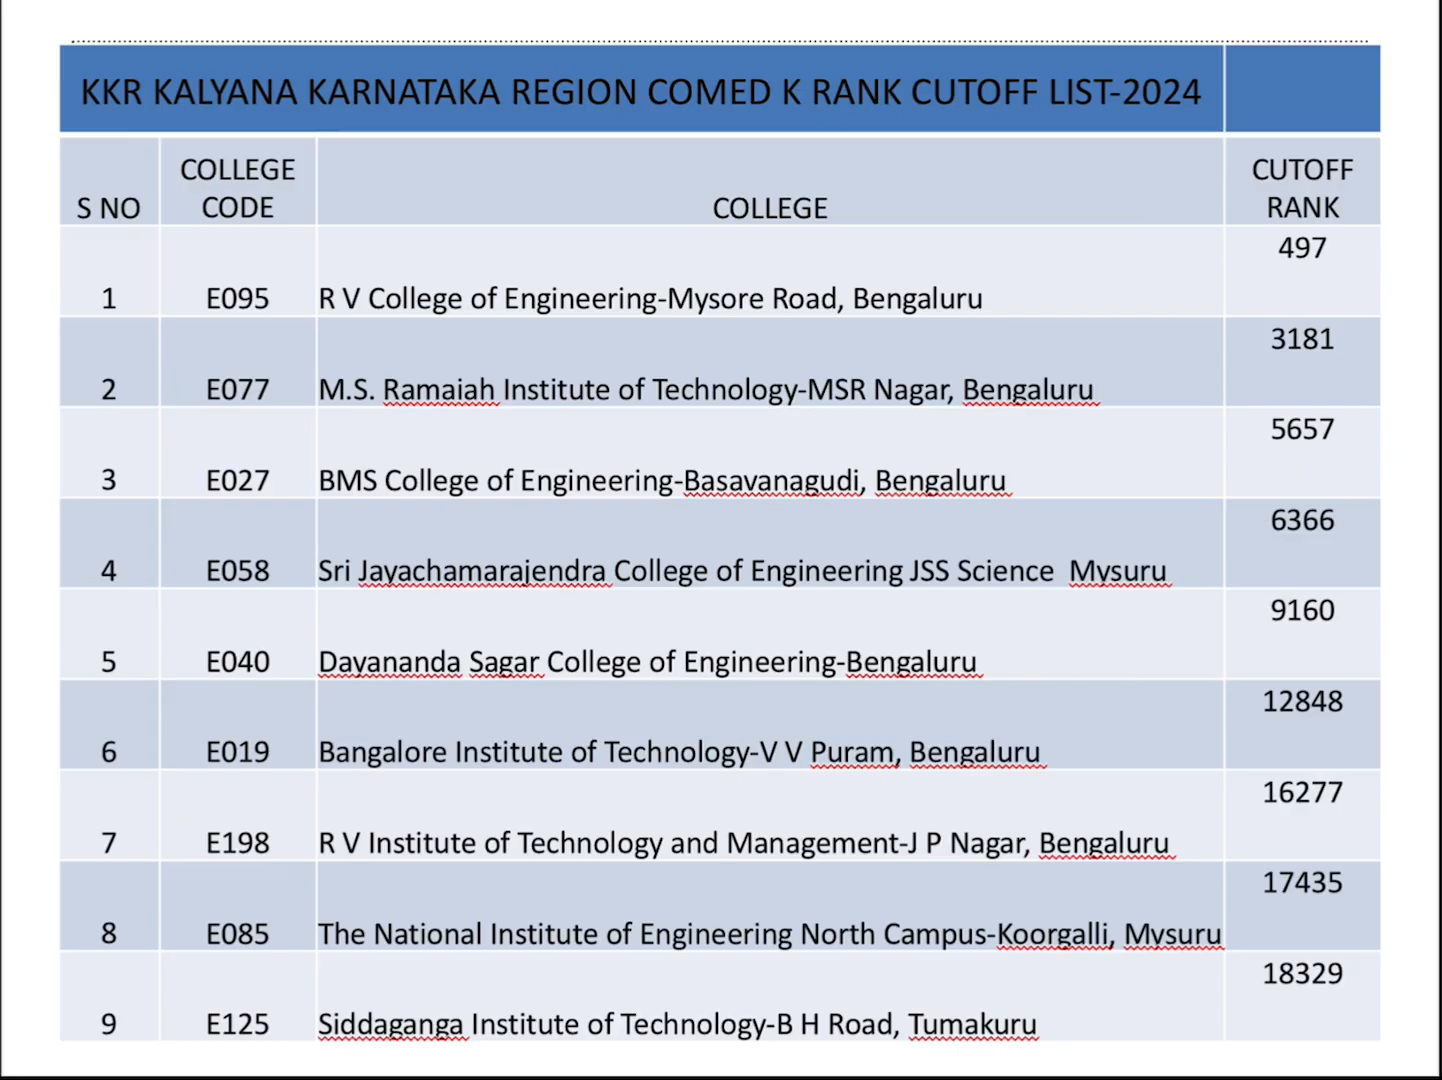 KKR KALYANA KARNATAKA REGION COMED K RANK CUTOFF LIST-2024
S NO COLLEGE CODE COLLEGE CUTOFF RANK
1 E095 R V College of Engineering-Mysore Road, Bengaluru 497
2 E077 M.S. Ramaiah Institute of Technology-MSR Nagar, Bengaluru 3181
3 E027 BMS College of Engineering-Basavanagudi, Bengaluru 5657
4 E058 Sri Jayachamarajendra College of Engineering JSS Science Mysuru 6366
5 E040 Dayananda Sagar College of Engineering-Bengaluru 9160
6 E019 Bangalore Institute of Technology-V V Puram, Bengaluru 12848
7 E198 R V Institute of Technology and Management-J P Nagar, Bengaluru 16277
8 E085 The National Institute of Engineering North Campus-Koorgalli, Mysuru 17435
9 E125 Siddaganga Institute of Technology-B H Road, Tumakuru 18329